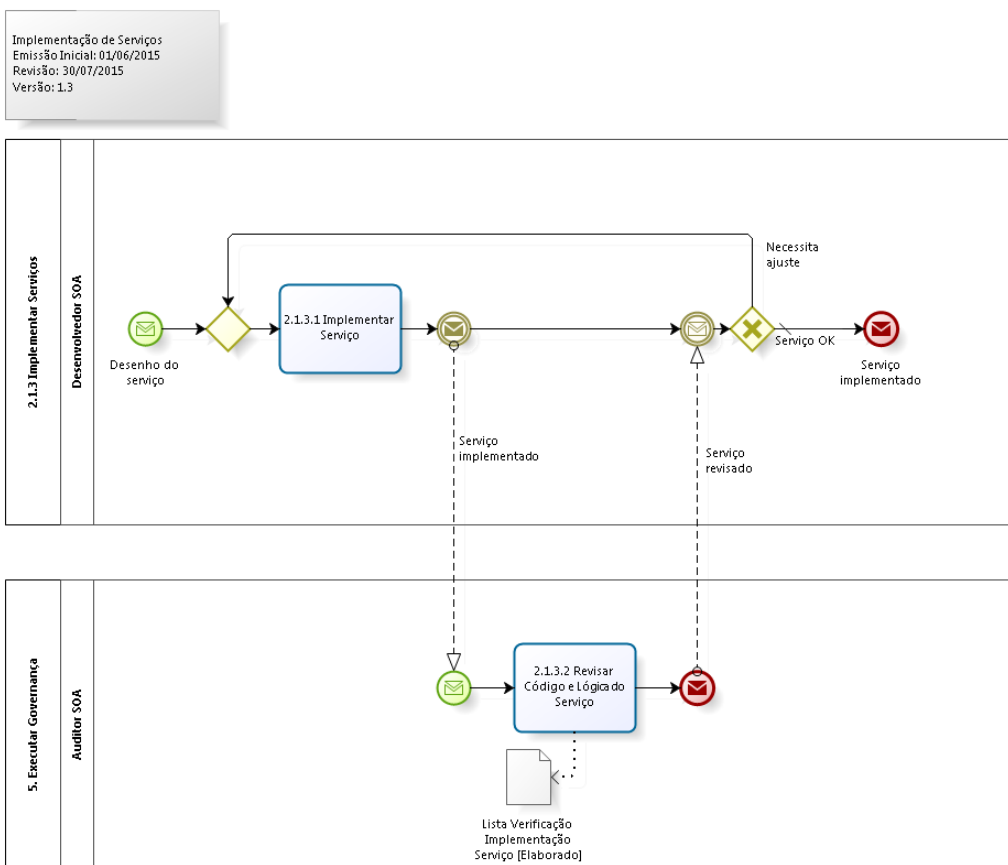 Implementação de Serviços
Emissão Inicial: 01/06/2015
Revisão: 30/07/2015
Versão: 1.3
2.1.3 Implementar Serviços
Desenvolvedor SOA
Necessita
ajuste
2.1.3.1 Implementar
Serviço
Serviço OK
Desenho do
serviço
Serviço
implementado
Serviço
implementado
Serviço
revisado
5. Executar Governança
Auditor SOA
2.1.3.2 Revisar
Código e Lógica do
Serviço
Lista Verificação
Implementação
Serviço [Elaborado]